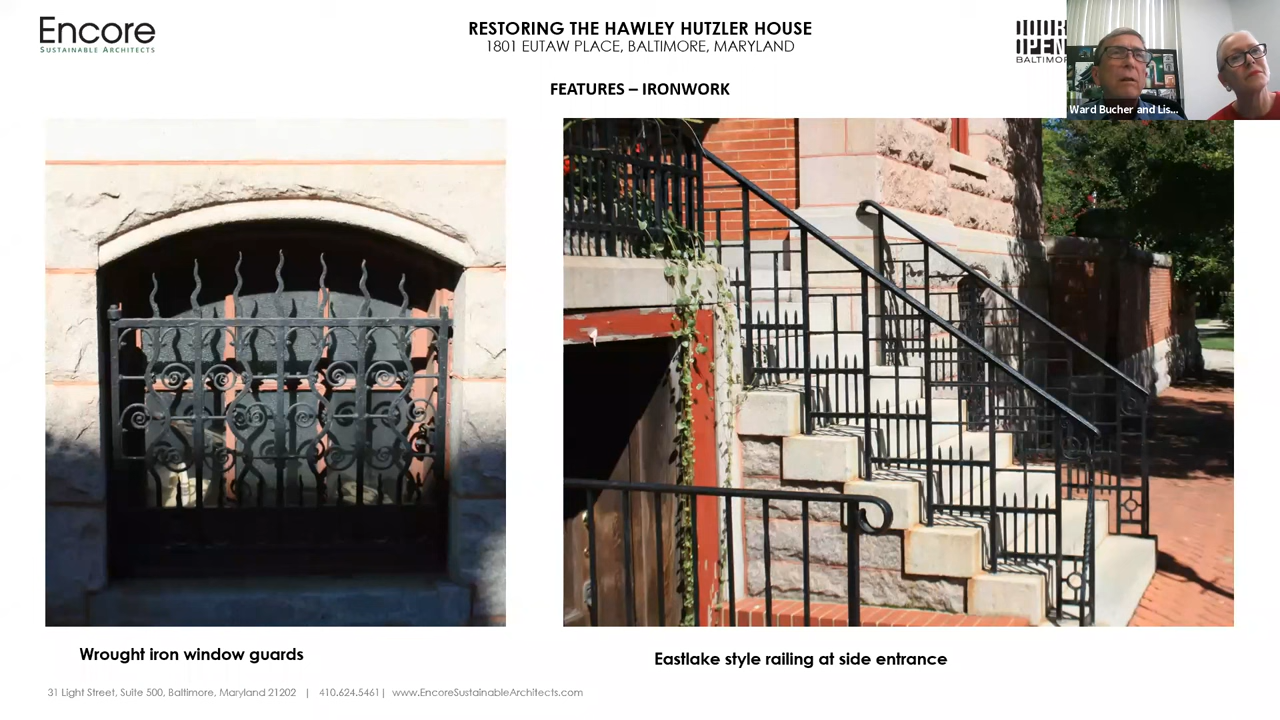 Encore
SUSTAINABLE ARCHITECTS
RESTORING THE HAWLEY HUTZLER HOUSE
1801 EUTAW PLACE, BALTIMORE, MARYLAND
OPEN
BALTIMOR
Ward Bucher and Lis...
FEATURES – IRONWORK
Wrought iron window guards
Eastlake style railing at side entrance
31 Light Street, Suite 500, Baltimore, Maryland 21202 | 410.624.5461| www.EncoreSustainableArchitects.com